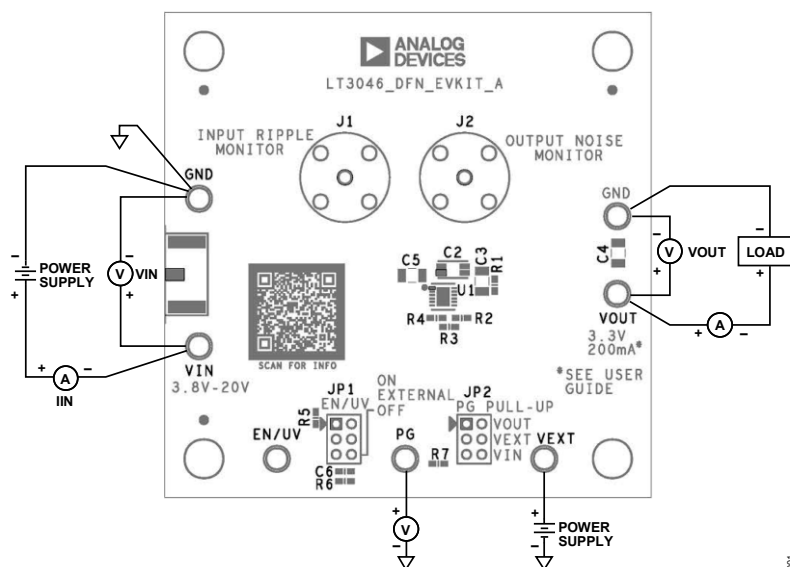 ANALOG
DEVICES
LT3046_DFN_EVKIT_A
J1
J2
INPUT RIPPLE
MONITOR
OUTPUT NOISE
MONITOR
GND
GND
–
–
–
–
–
POWER
SUPPLY
V
VIN
+
+
C5
C2
C3
R1
U1
R4
R2
R3
C4
V
VOUT
LOAD
+
+
VOUT
+
A
–
3.3V
200mA*
*SEE USER
GUIDE
SCAN FOR INFO
VIN
3.8V-20V
+
A
–
IIN
JP1
EN/UV
ON
EXTERNAL
OFF
R5
C6
R6
EN/UV
PG
JP2
PG PULL-UP
VOUT
VEXT
VIN
R7
VEXT
+
V
–
+
–
POWER
SUPPLY